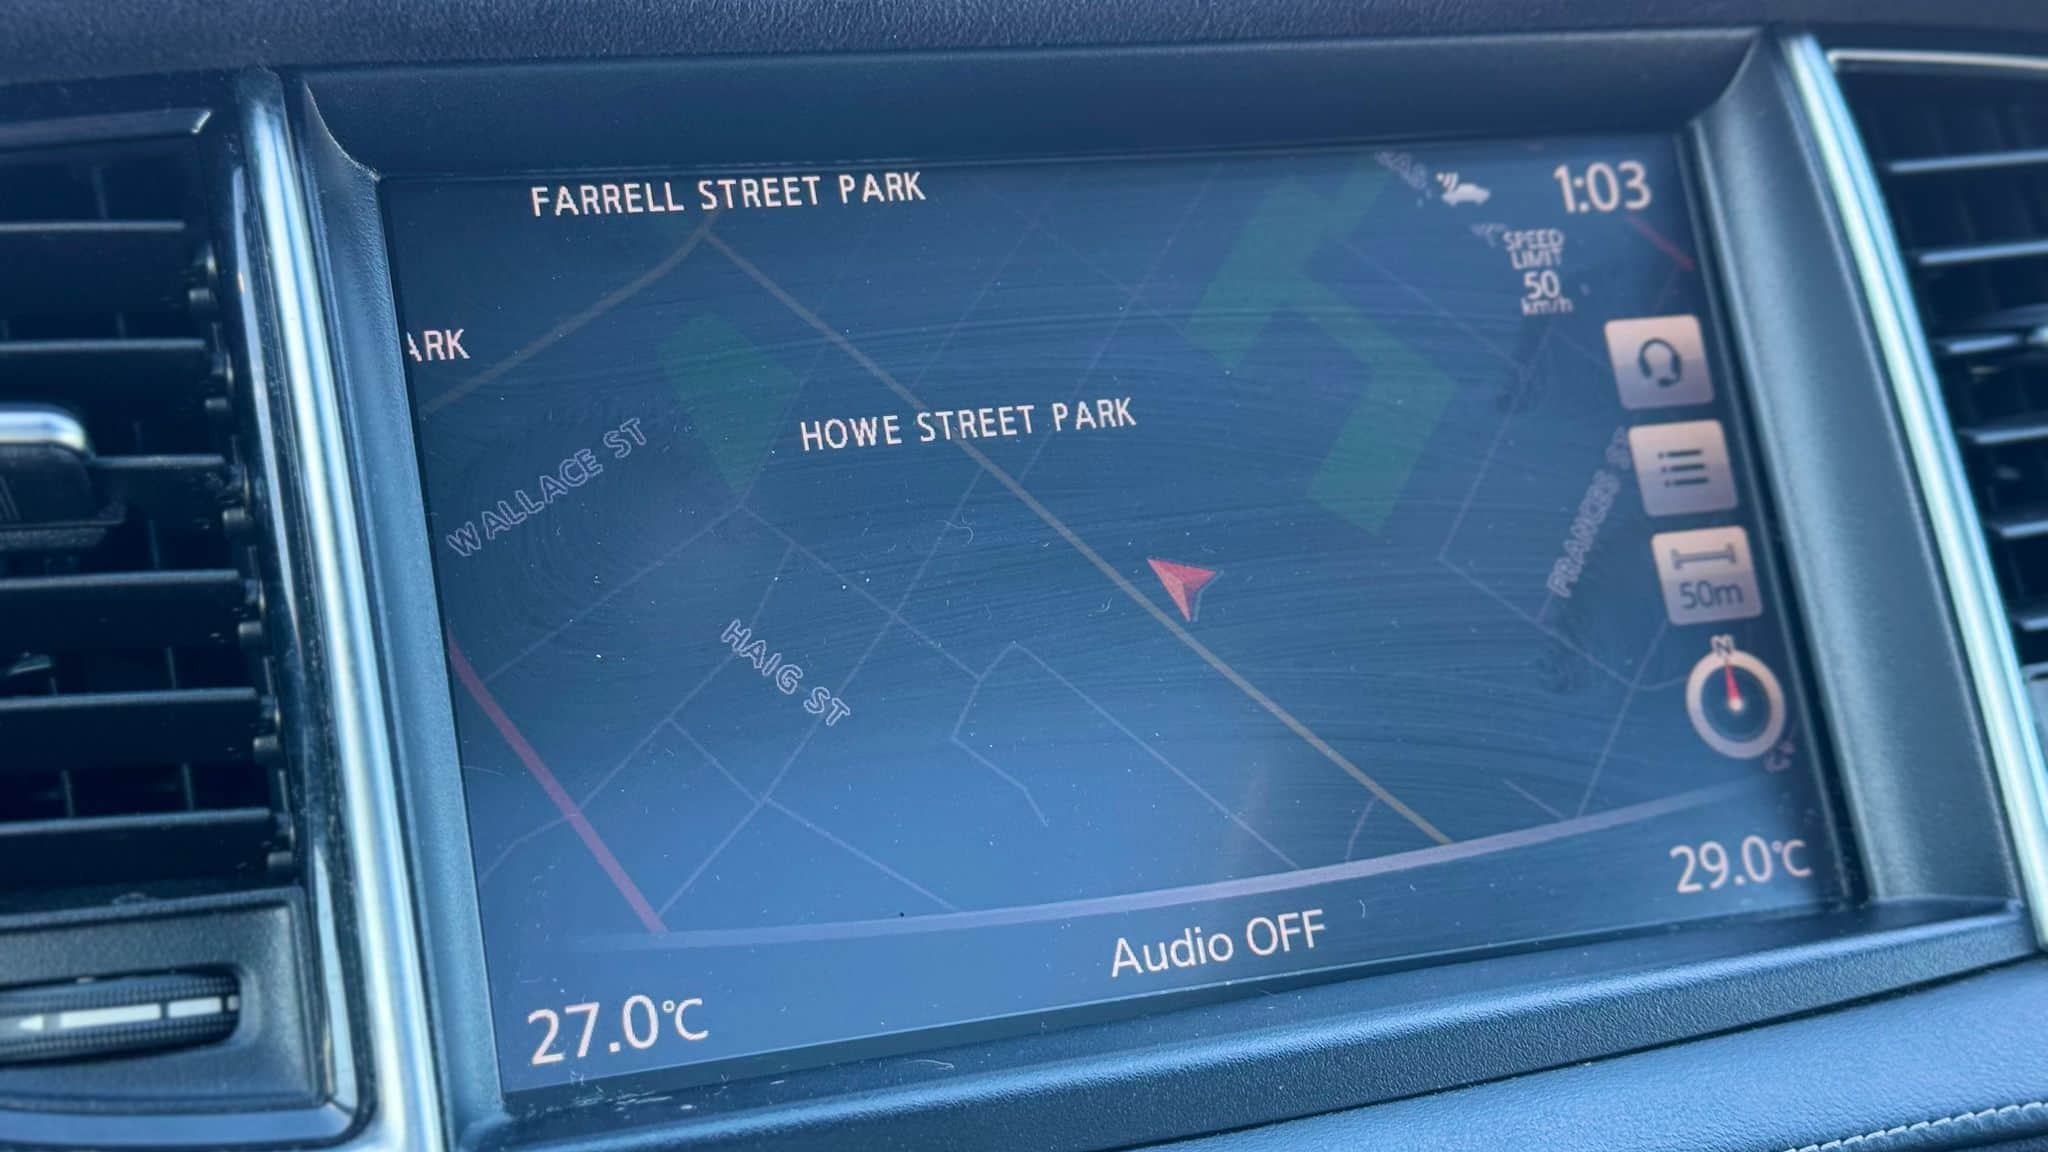 FARRELL STREET PARK
1:03
SPEED
LIMIT
50
km/h
ARK
HOWE STREET PARK
WALLACE ST
FRANCES ST
HAIG ST
50m
N
29.0°C
Audio OFF
27.0°C